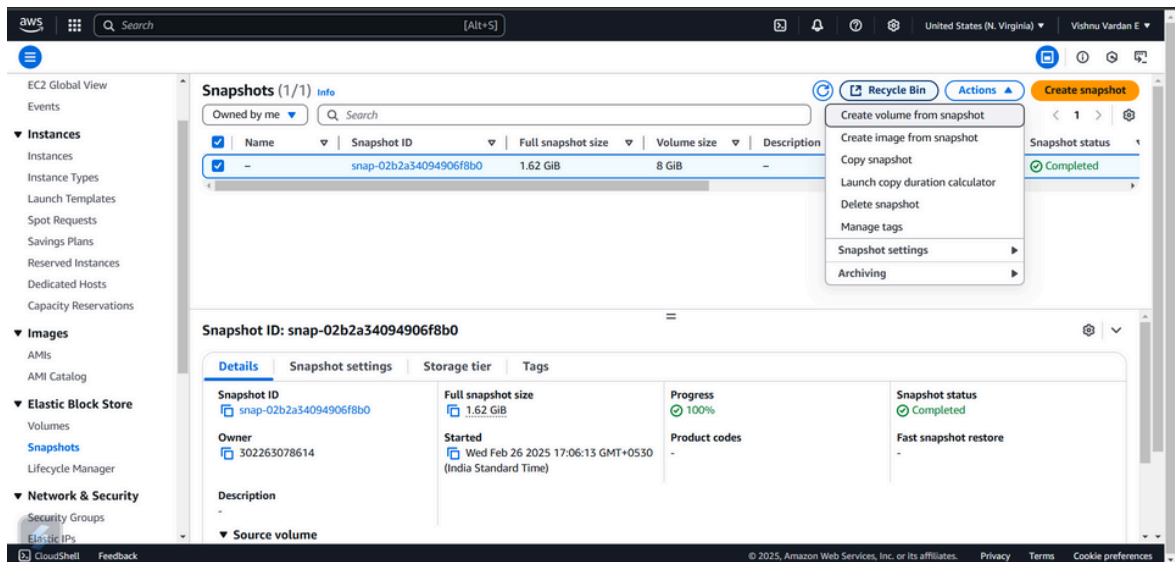 aws Search [Alt+S] United States (N. Virginia) Vishnu Vardan E
EC2 Global View
Events
Instances
Instances
Instance Types
Launch Templates
Spot Requests
Savings Plans
Reserved Instances
Dedicated Hosts
Capacity Reservations
Images
AMIs
AMI Catalog
Elastic Block Store
Volumes
Snapshots
Lifecycle Manager
Network & Security
Security Groups
Elastic IPs
Snapshots (1/1) Info Recycle Bin Actions Create snapshot
Owned by me Search 1
Name Snapshot ID Full snapshot size Volume size Description Snapshot status
– snap-02b2a34094906f8b0 1.62 GiB 8 GiB – Completed
Create volume from snapshot
Create image from snapshot
Copy snapshot
Launch copy duration calculator
Delete snapshot
Manage tags
Snapshot settings
Archiving
Snapshot ID: snap-02b2a34094906f8b0
Details Snapshot settings Storage tier Tags
Snapshot ID Full snapshot size Progress Snapshot status
snap-02b2a34094906f8b0 1.62 GiB 100% Completed
Owner Started Product codes Fast snapshot restore
302263078614 Wed Feb 26 2025 17:06:13 GMT+0530 - -
(India Standard Time)
Description
-
Source volume
CloudShell Feedback © 2025, Amazon Web Services, Inc. or its affiliates. Privacy Terms Cookie preferences